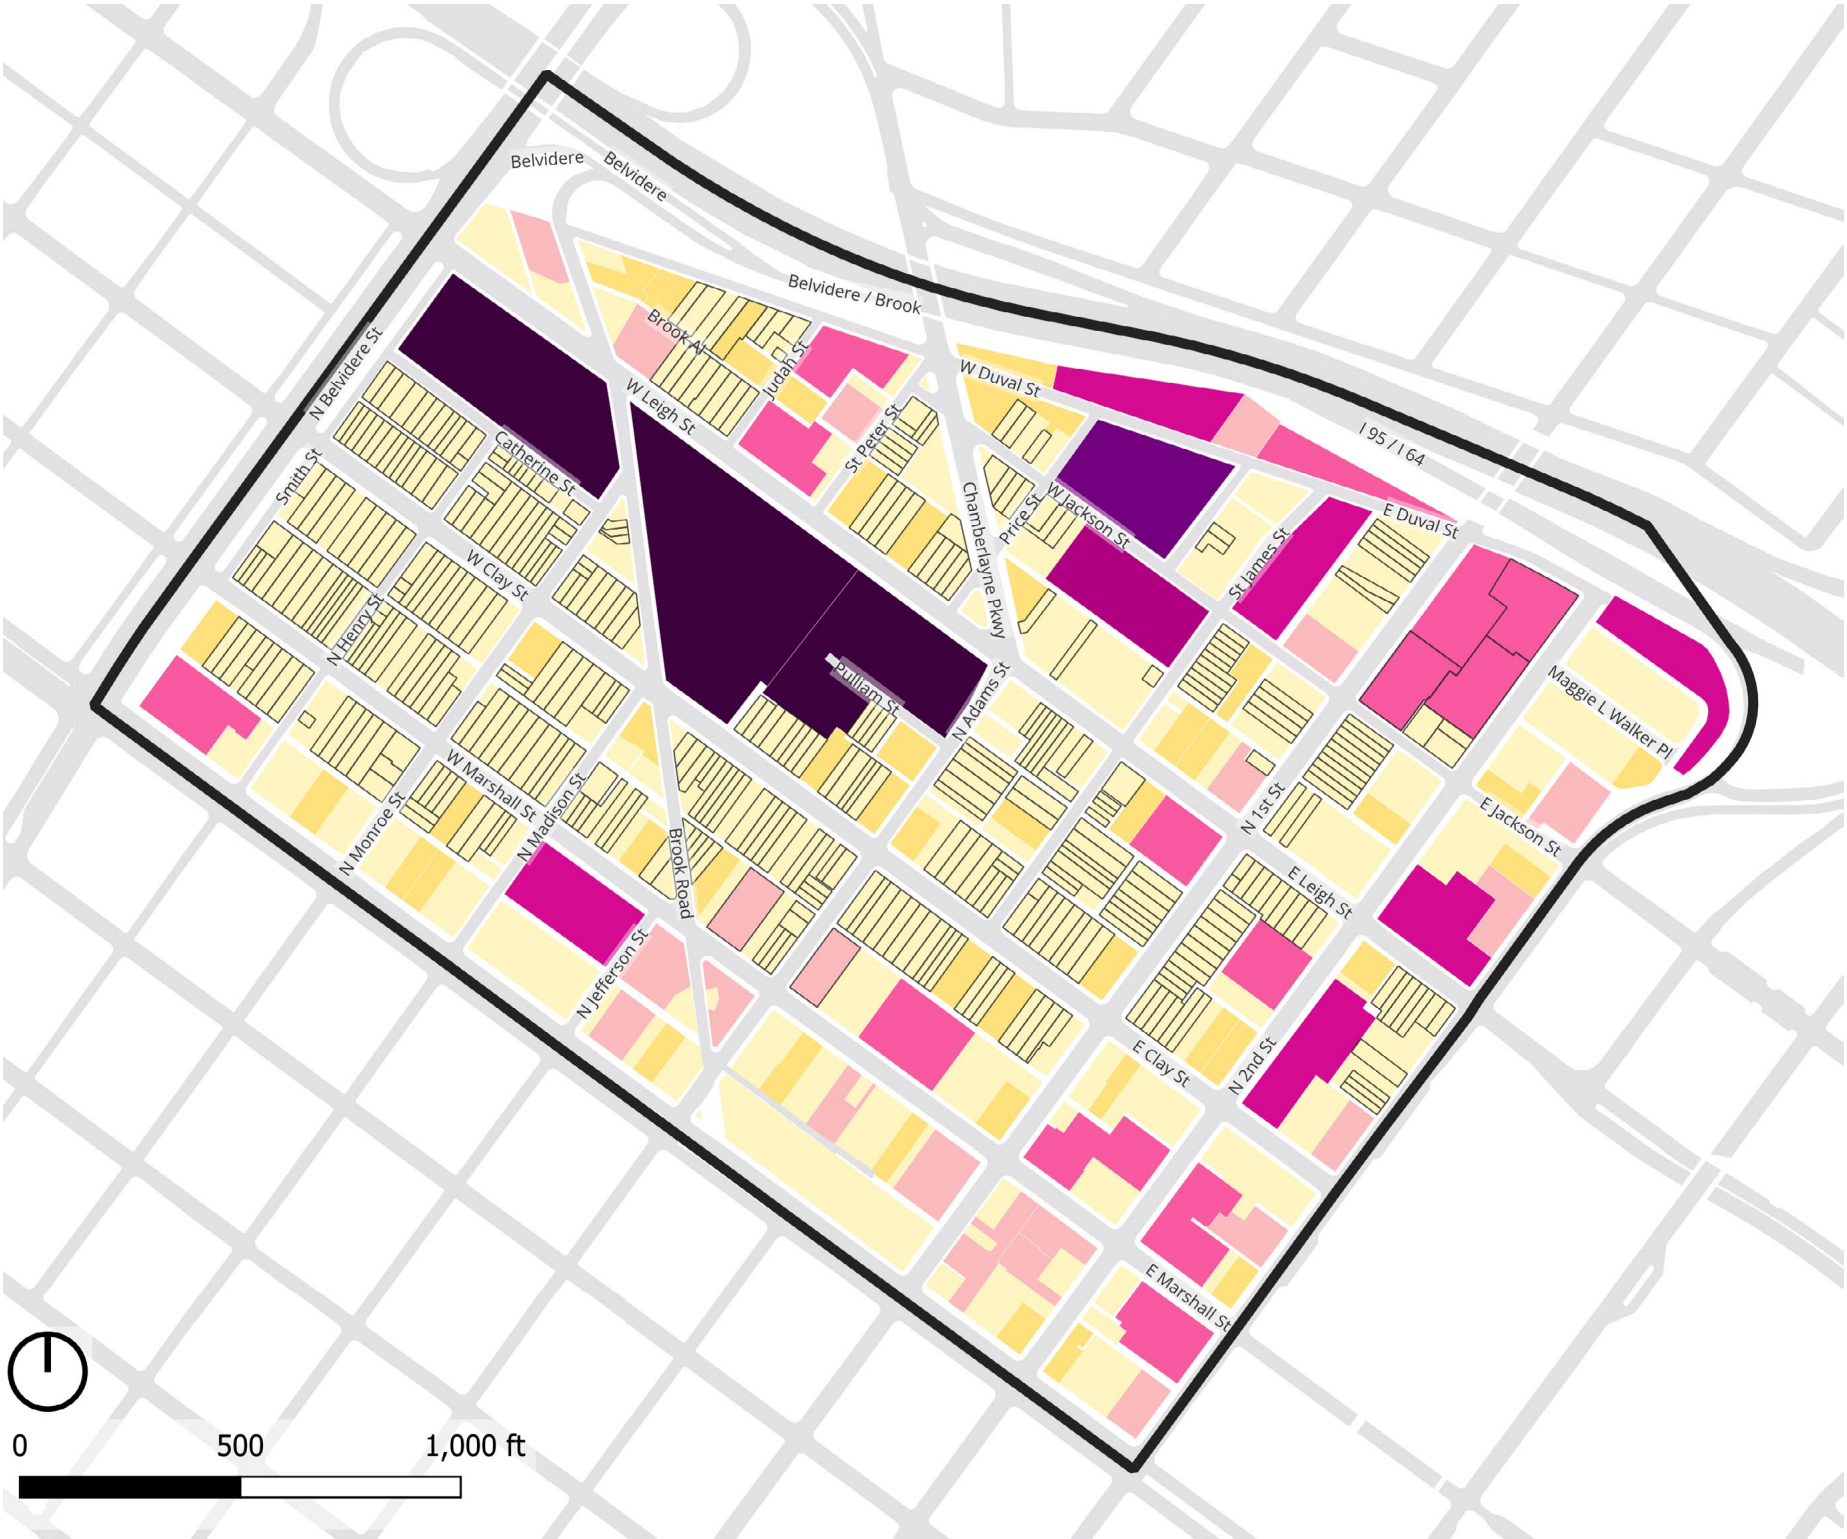 Belvidere
Belvidere
Belvidere / Brook
N Belvidere St
Brook Al
Judah St
W Leigh St
St Peter St
W Duval St
I 95 / I 64
E Duval St
Catherine St
Smith St
Chamberlayne Pkwy
Price St
W Jackson St
St James St
W Clay St
N Henry St
Pulliam St
N Adams St
Maggie L Walker Pl
W Marshall St
N Madison St
N Monroe St
Brook Road
N 1st St
E Jackson St
E Leigh St
N Jefferson St
E Clay St
N 2nd St
E Marshall St
0 500 1,000 ft